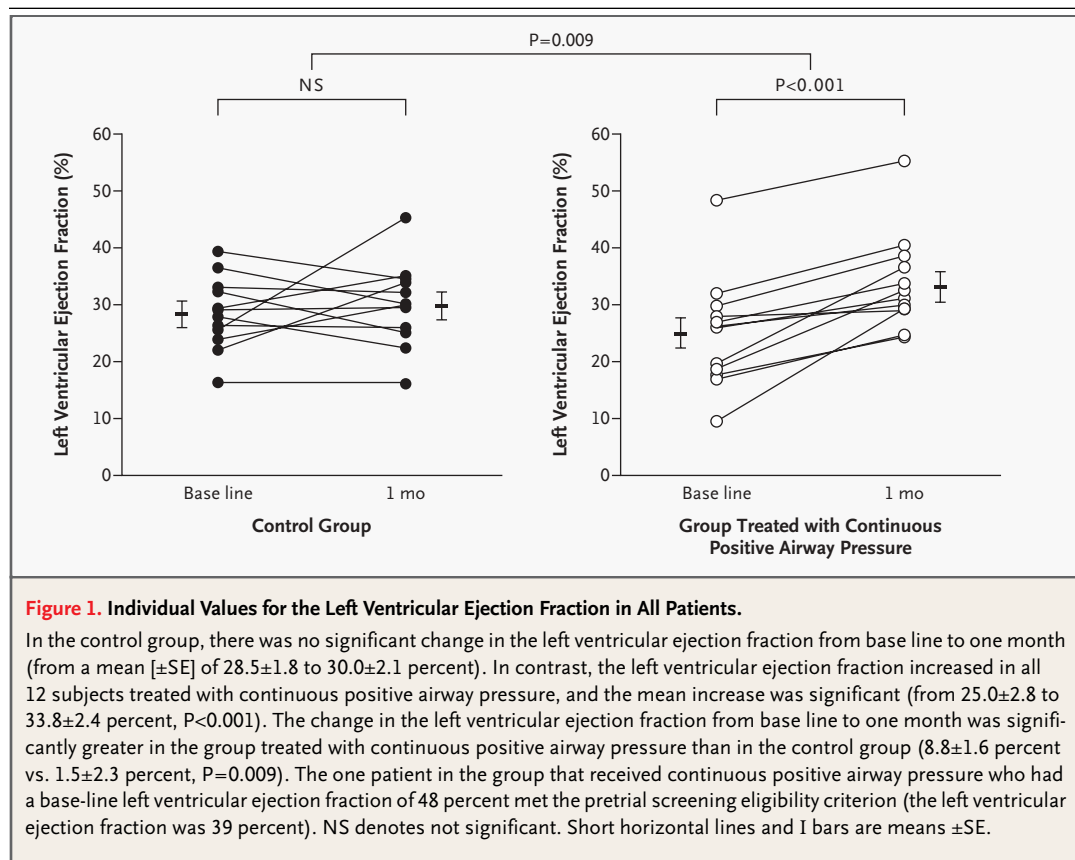 P=0.009
NS
P<0.001
Left Ventricular Ejection Fraction (%)
60
50
40
30
20
10
0
Base line
1 mo
Control Group
Left Ventricular Ejection Fraction (%)
60
50
40
30
20
10
0
Base line
1 mo
Group Treated with Continuous
Positive Airway Pressure
Figure 1. Individual Values for the Left Ventricular Ejection Fraction in All Patients.
In the control group, there was no significant change in the left ventricular ejection fraction from base line to one month
(from a mean [±SE] of 28.5±1.8 to 30.0±2.1 percent). In contrast, the left ventricular ejection fraction increased in all
12 subjects treated with continuous positive airway pressure, and the mean increase was significant (from 25.0±2.8 to
33.8±2.4 percent, P<0.001). The change in the left ventricular ejection fraction from base line to one month was signifi-
cantly greater in the group treated with continuous positive airway pressure than in the control group (8.8±1.6 percent
vs. 1.5±2.3 percent, P=0.009). The one patient in the group that received continuous positive airway pressure who had
a base-line left ventricular ejection fraction of 48 percent met the pretrial screening eligibility criterion (the left ventricular
ejection fraction was 39 percent). NS denotes not significant. Short horizontal lines and I bars are means ±SE.